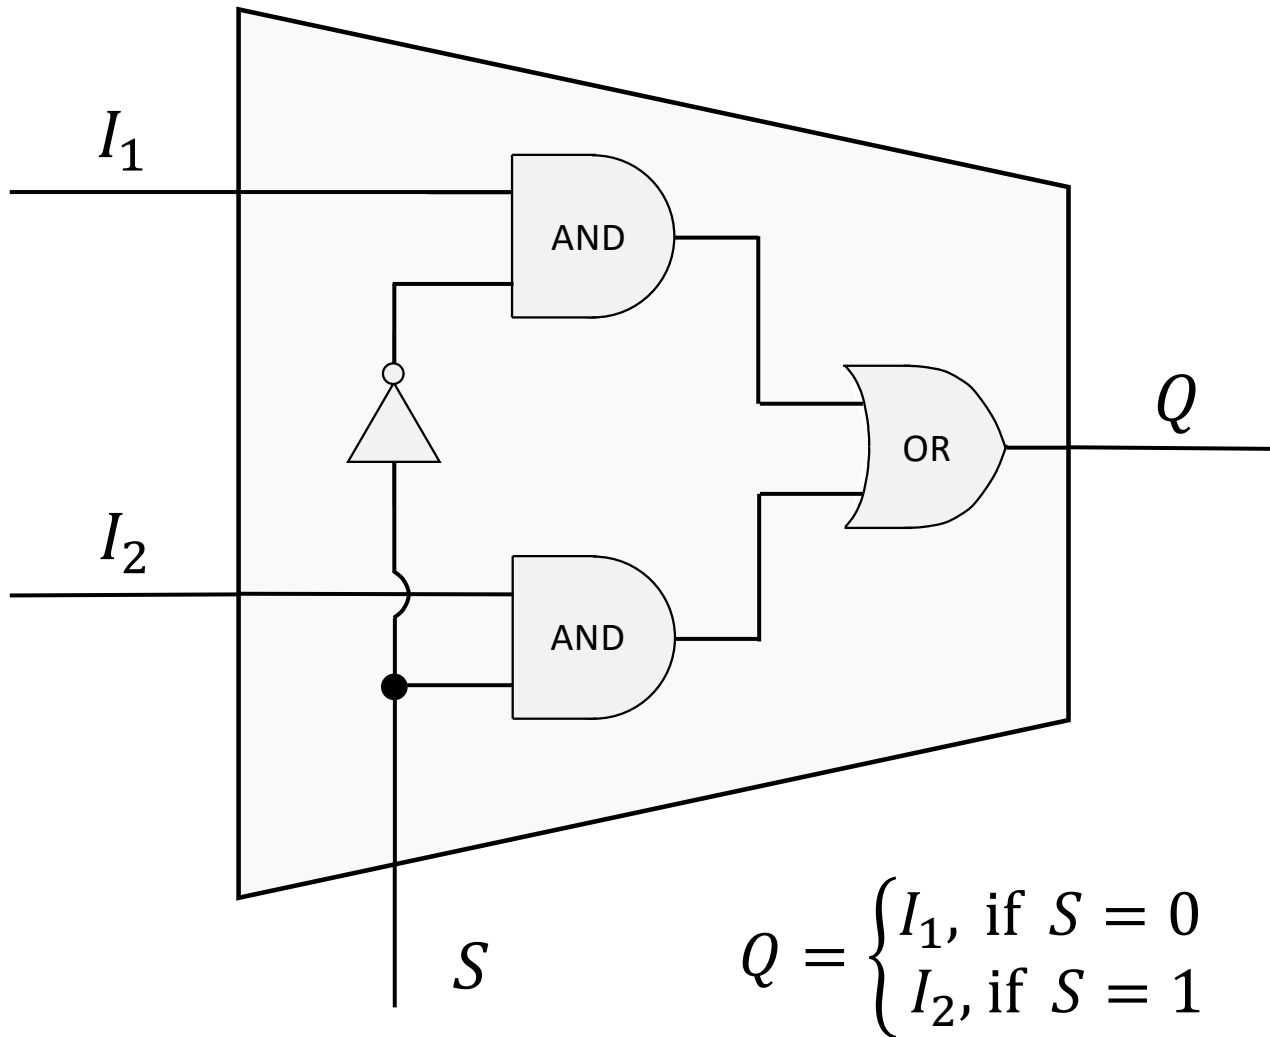 I₁
AND
Q
OR
I₂
AND
S
Q = { I₁, if S = 0
I₂, if S = 1